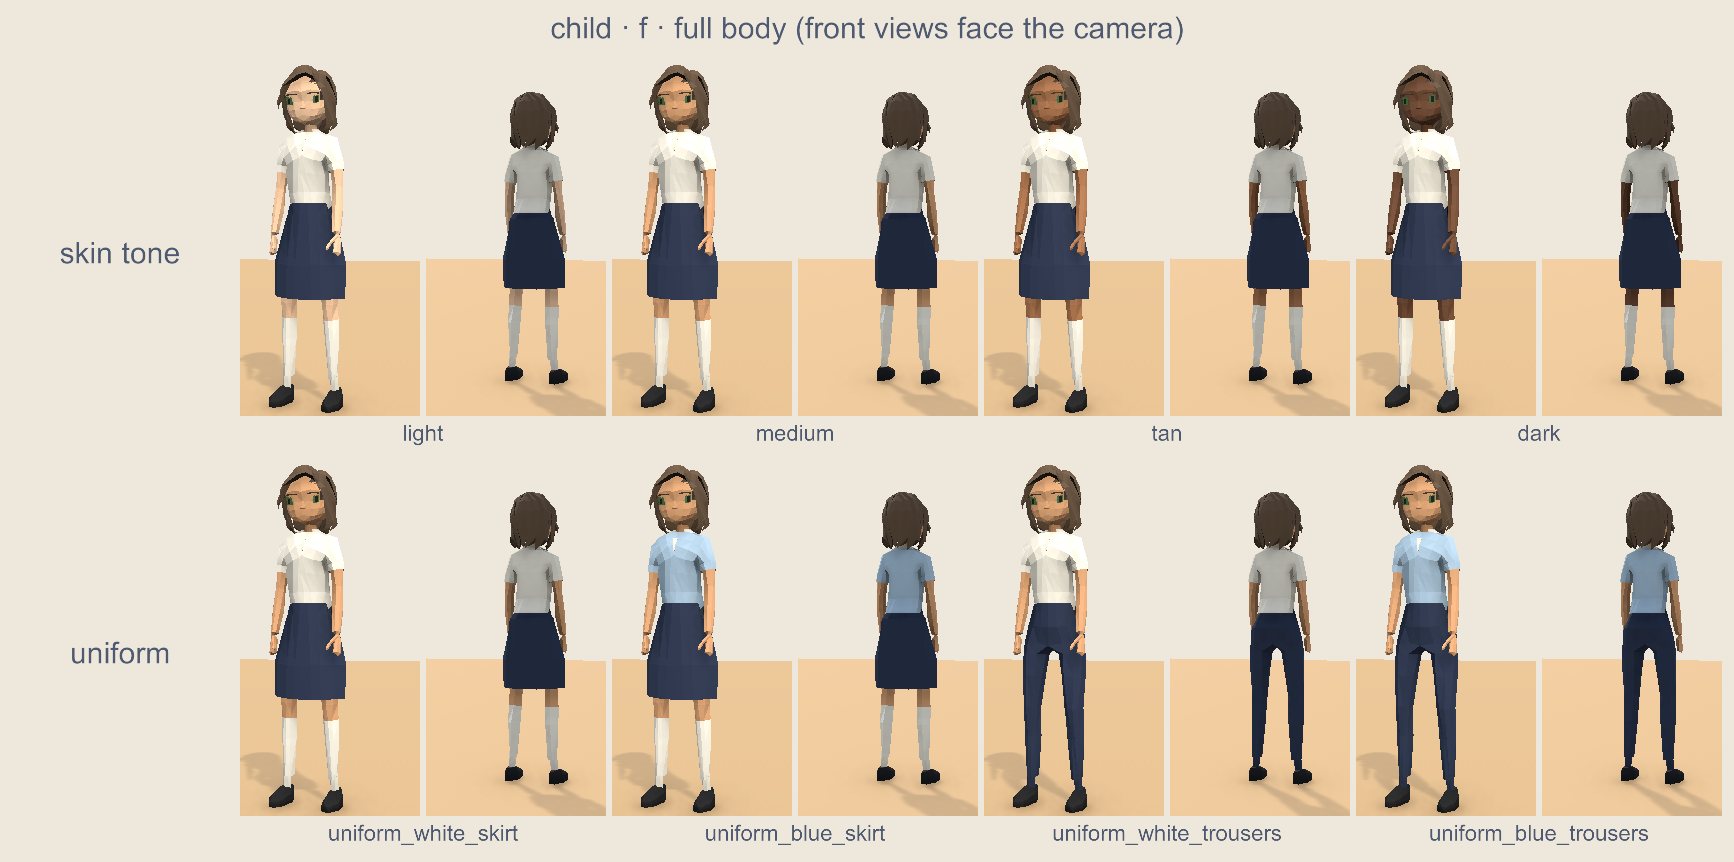 child · f · full body (front views face the camera)
skin tone
light
medium
tan
dark
uniform
uniform_white_skirt
uniform_blue_skirt
uniform_white_trousers
uniform_blue_trousers